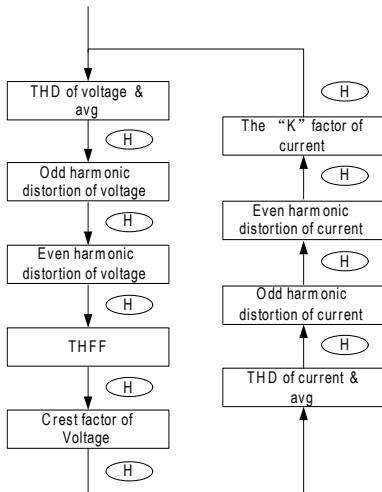 THD of voltage &
avg
H
Odd harmonic
distortion of voltage
H
Even harmonic
distortion of voltage
H
THFF
H
Crest factor of
Voltage
H
H
The “K” factor of
current
H
Even harmonic
distortion of current
H
Odd harmonic
distortion of current
H
THD of current &
avg